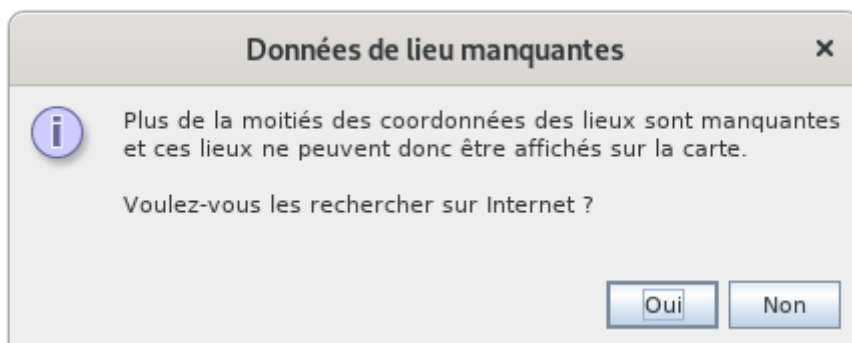 Données de lieu manquantes
Plus de la moitiés des coordonnées des lieux sont manquantes
et ces lieux ne peuvent donc être affichés sur la carte.
Voulez-vous les rechercher sur Internet ?
Oui Non